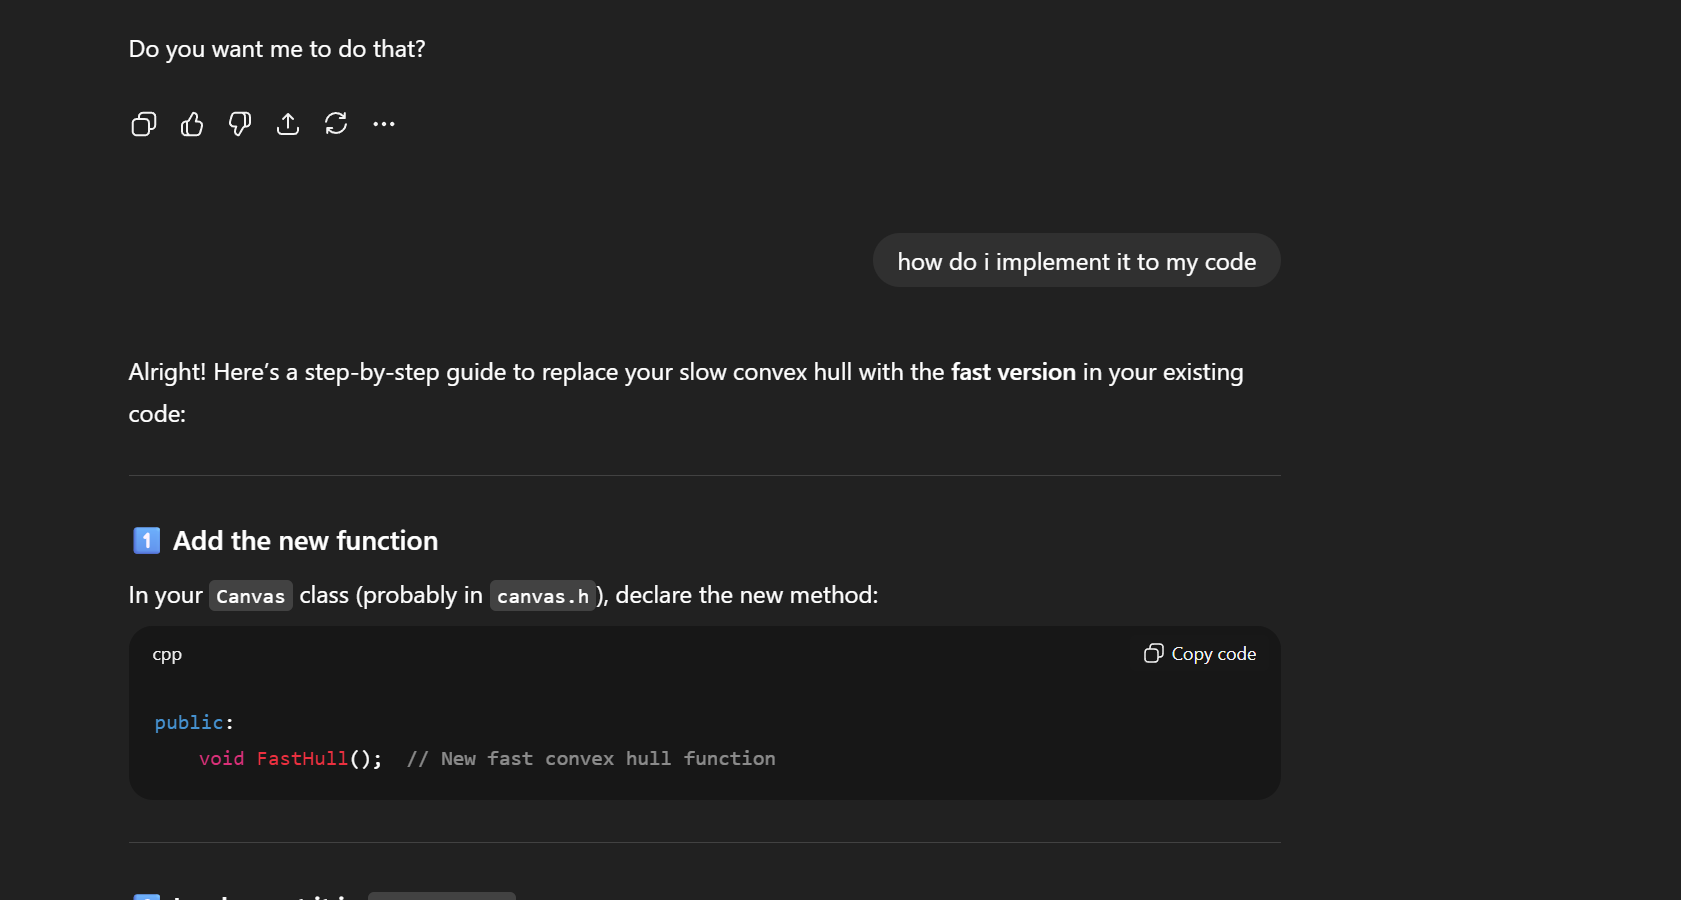 Do you want me to do that?
how do i implement it to my code
Alright! Here’s a step-by-step guide to replace your slow convex hull with the fast version in your existing
code:
1 Add the new function
In your Canvas class (probably in canvas.h), declare the new method:
cpp
Copy code
public:
void FastHull(); // New fast convex hull function